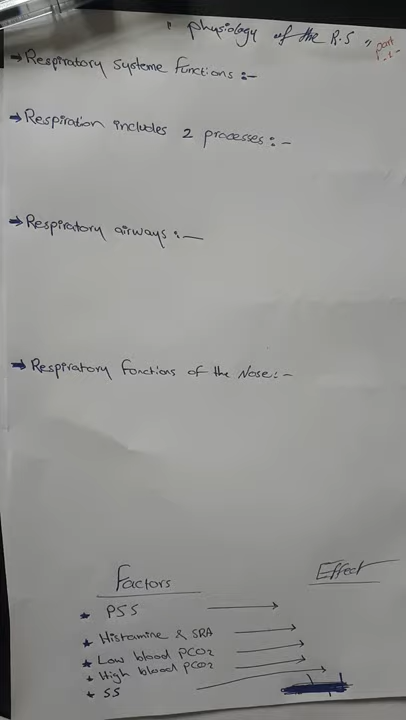 " physiology of the R.S "
part
→ Respiratory systeme functions :-
→ Respiration includes 2 processes :-
→ Respiratory airways :-
→ Respiratory fonctions of the Nose :-
Factors Effect
* PSS →
* Histamine & SRA →
* Low blood PCO2 →
* High blood PCO2 →
* SS →